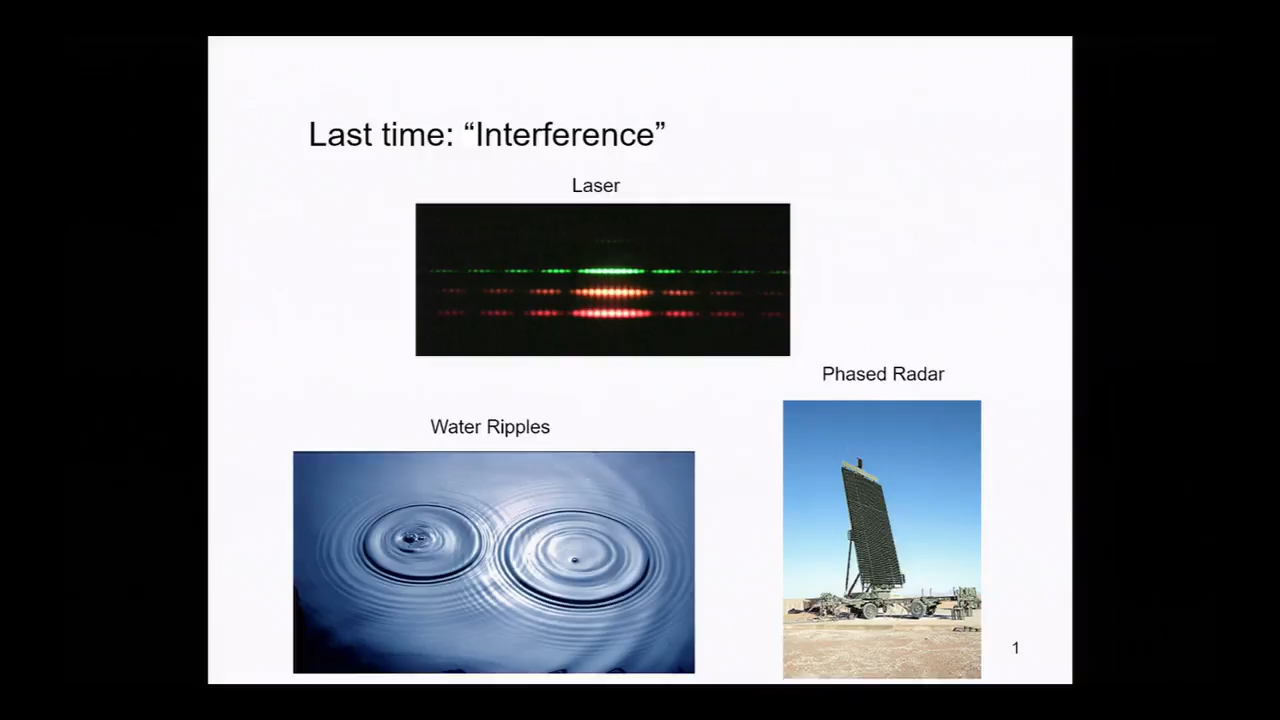 Last time: “Interference”
Laser
Phased Radar
Water Ripples
1